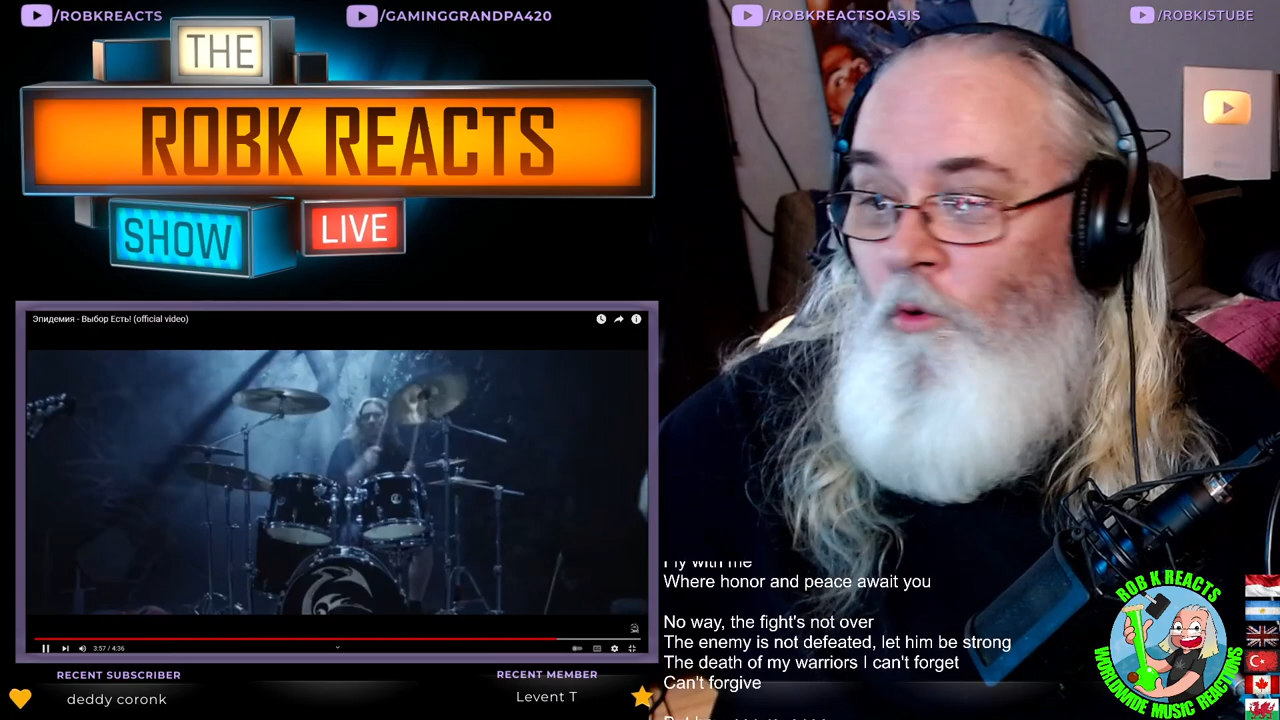 /ROBKREACTS
/GAMINGGRANDPA420
/ROBKREACTSOASIS
/ROBKISTUBE
THE
ROBK REACTS
SHOW
LIVE
Эпидемия - Выбор Есть! (official video)
3:57 / 4:36
Fly with me
Where honor and peace await you
No way, the fight's not over
The enemy is not defeated, let him be strong
The death of my warriors I can't forget
Can't forgive
RECENT SUBSCRIBER
deddy coronk
RECENT MEMBER
Levent T
ROB K REACTS
WORLDWIDE MUSIC REACTIONS